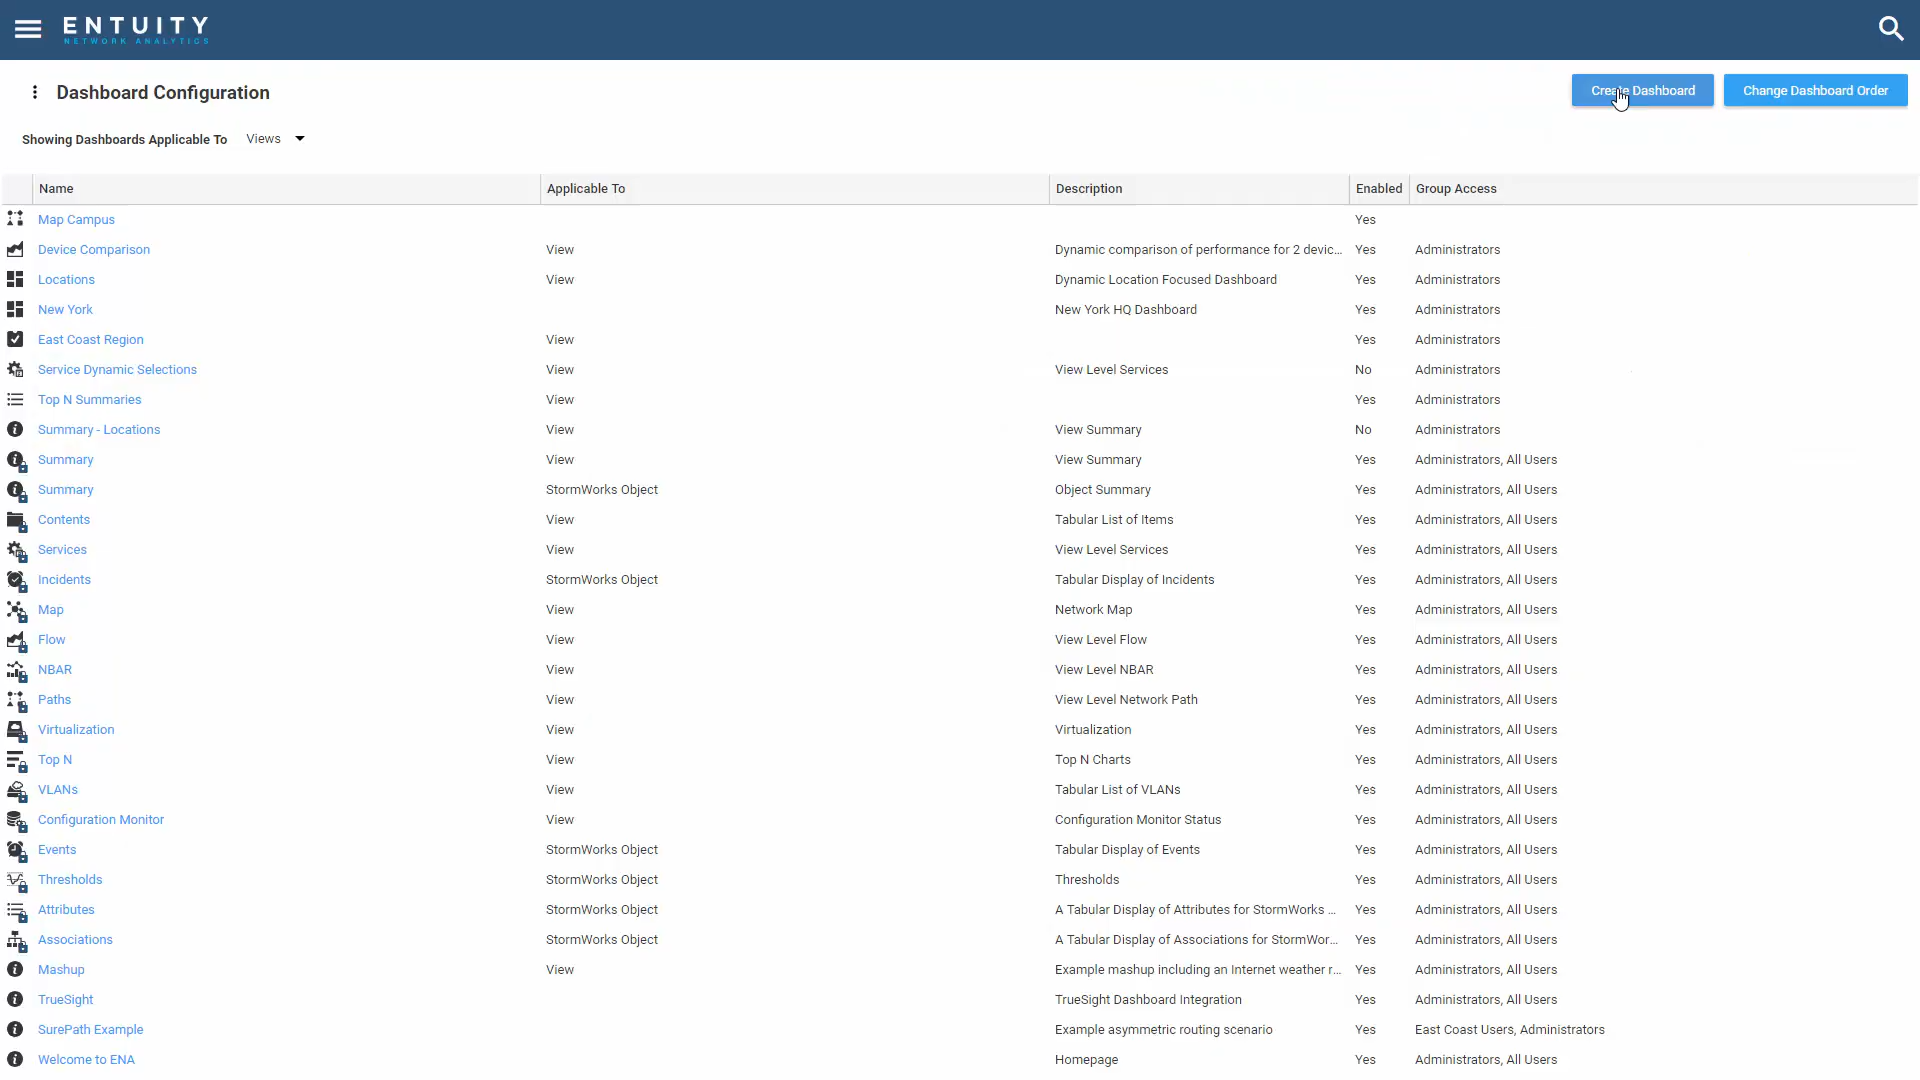 ENTUITY
NETWORK ANALYTICS
Dashboard Configuration
Create Dashboard
Change Dashboard Order
Showing Dashboards Applicable To Views
Name Applicable To Description Enabled Group Access
Map Campus Yes
Device Comparison View Dynamic comparison of performance for 2 devic... Yes Administrators
Locations View Dynamic Location Focused Dashboard Yes Administrators
New York New York HQ Dashboard Yes Administrators
East Coast Region View Yes Administrators
Service Dynamic Selections View View Level Services No Administrators
Top N Summaries View Yes Administrators
Summary - Locations View View Summary No Administrators
Summary View View Summary Yes Administrators, All Users
Summary StormWorks Object Object Summary Yes Administrators, All Users
Contents View Tabular List of Items Yes Administrators, All Users
Services View View Level Services Yes Administrators, All Users
Incidents StormWorks Object Tabular Display of Incidents Yes Administrators, All Users
Map View Network Map Yes Administrators, All Users
Flow View View Level Flow Yes Administrators, All Users
NBAR View View Level NBAR Yes Administrators, All Users
Paths View View Level Network Path Yes Administrators, All Users
Virtualization View Virtualization Yes Administrators, All Users
Top N View Top N Charts Yes Administrators, All Users
VLANs View Tabular List of VLANs Yes Administrators, All Users
Configuration Monitor View Configuration Monitor Status Yes Administrators, All Users
Events StormWorks Object Tabular Display of Events Yes Administrators, All Users
Thresholds StormWorks Object Thresholds Yes Administrators, All Users
Attributes StormWorks Object A Tabular Display of Attributes for StormWorks ... Yes Administrators, All Users
Associations StormWorks Object A Tabular Display of Associations for StormWor... Yes Administrators, All Users
Mashup View Example mashup including an Internet weather r... Yes Administrators, All Users
TrueSight TrueSight Dashboard Integration Yes Administrators, All Users
SurePath Example Example asymmetric routing scenario Yes East Coast Users, Administrators
Welcome to ENA Homepage Yes Administrators, All Users